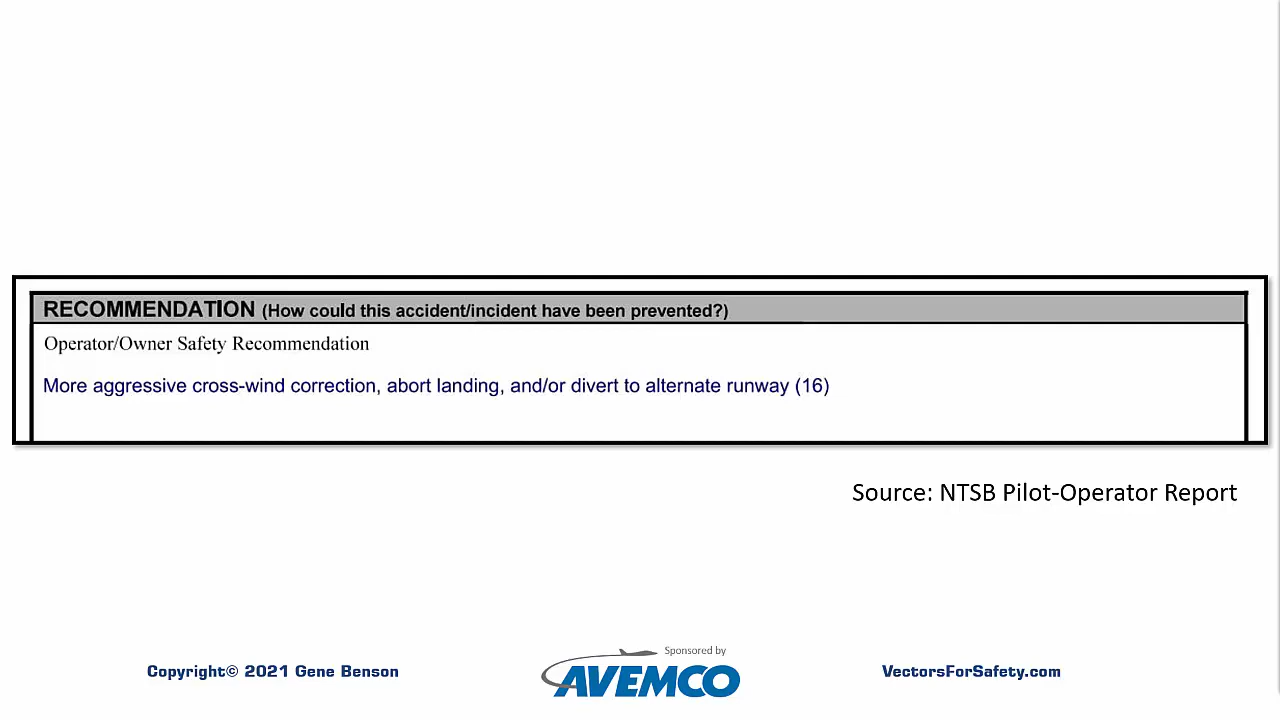 RECOMMENDATION (How could this accident/incident have been prevented?)
Operator/Owner Safety Recommendation
More aggressive cross-wind correction, abort landing, and/or divert to alternate runway (16)
Source: NTSB Pilot-Operator Report
Sponsored by
Copyright© 2021 Gene Benson
AVEMCO
VectorsForSafety.com